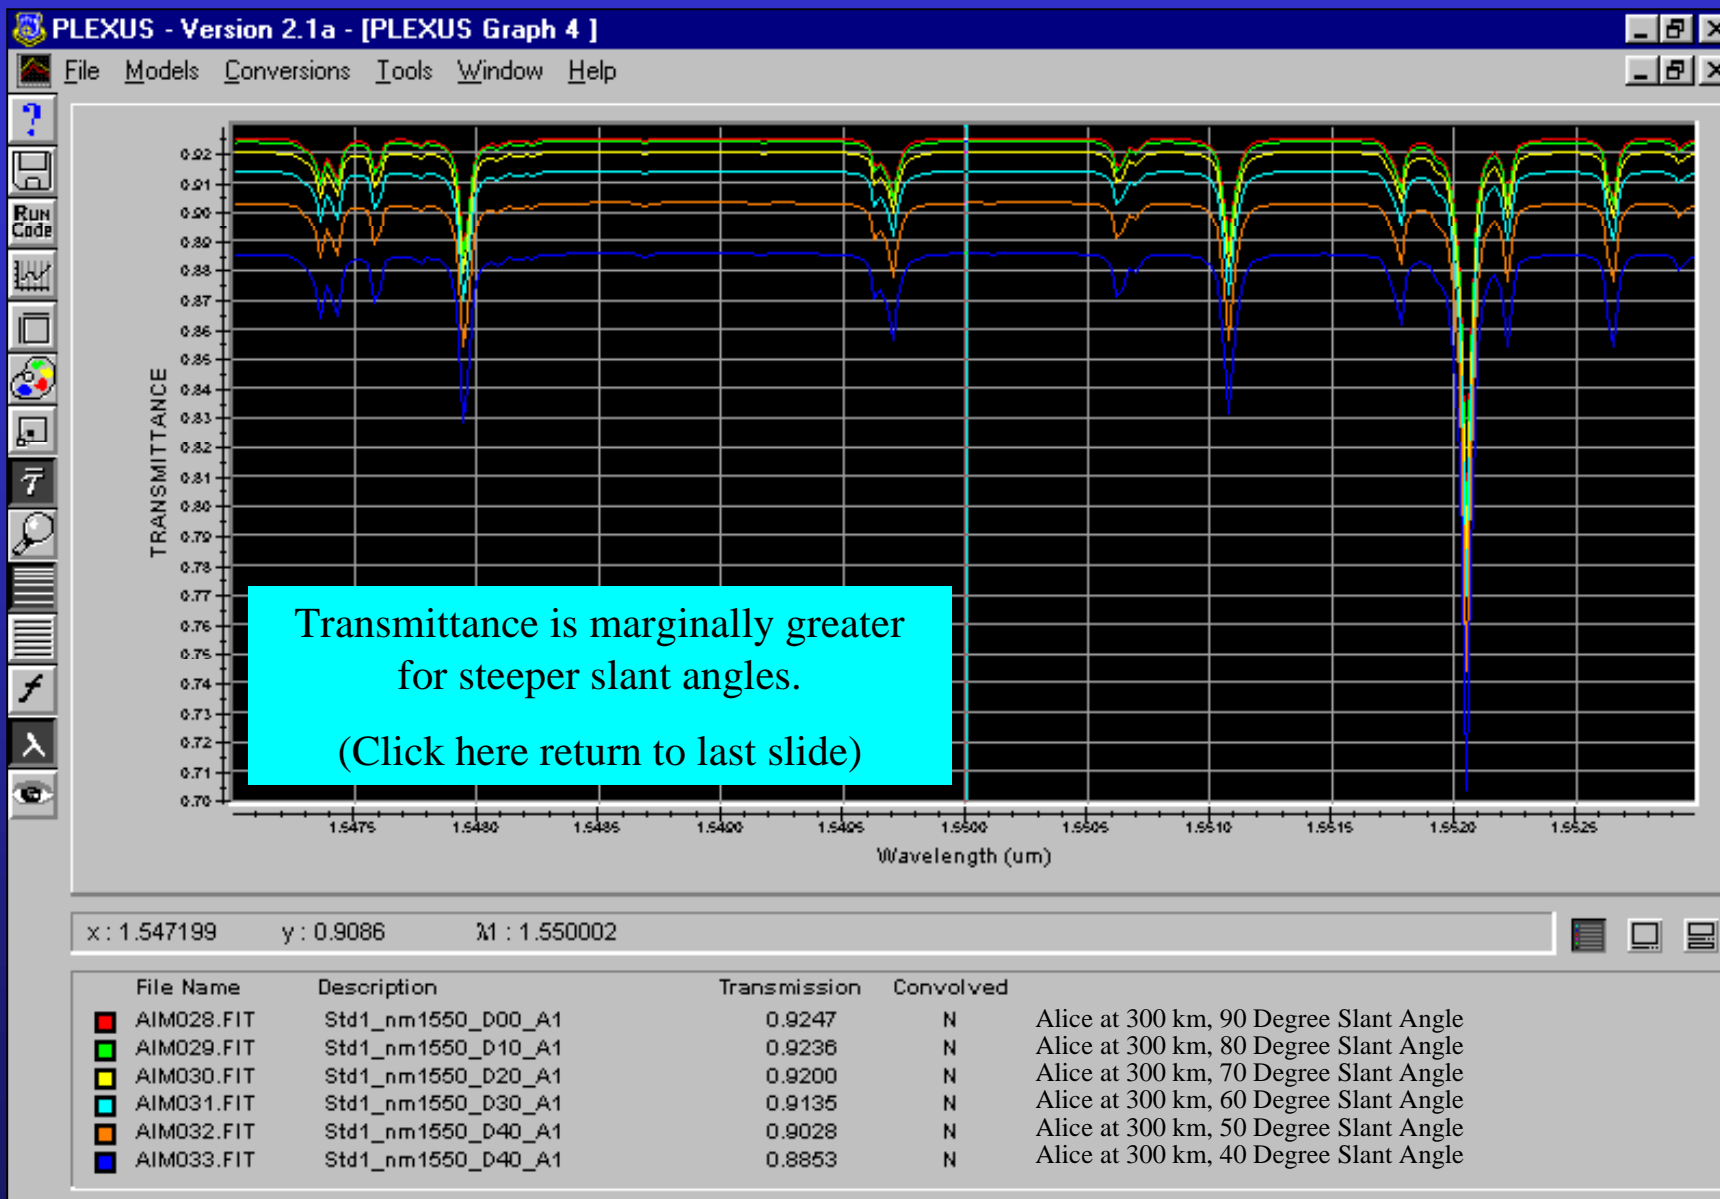 PLEXUS - Version 2.1a - [PLEXUS Graph 4 ]
File Models Conversions Tools Window Help
?
RUN
Code
0.92
0.91
0.90
0.89
0.88
0.87
0.86
0.85
0.84
0.83
0.82
0.81
0.80
0.79
0.78
0.77
0.76
0.75
0.74
0.73
0.72
0.71
0.70
TRANSMITTANCE
Transmittance is marginally greater
for steeper slant angles.
(Click here return to last slide)
1.5475 1.5480 1.5485 1.5490 1.5495 1.5500 1.5505 1.5510 1.5515 1.5520 1.5525
Wavelength (um)
T
f
λ
x : 1.547199 y : 0.9086 λ1 : 1.550002
File Name Description Transmission Convolved
AIM028.FIT Std1_nm1550_D00_A1 0.9247 N Alice at 300 km, 90 Degree Slant Angle
AIM029.FIT Std1_nm1550_D10_A1 0.9236 N Alice at 300 km, 80 Degree Slant Angle
AIM030.FIT Std1_nm1550_D20_A1 0.9200 N Alice at 300 km, 70 Degree Slant Angle
AIM031.FIT Std1_nm1550_D30_A1 0.9135 N Alice at 300 km, 60 Degree Slant Angle
AIM032.FIT Std1_nm1550_D40_A1 0.9028 N Alice at 300 km, 50 Degree Slant Angle
AIM033.FIT Std1_nm1550_D40_A1 0.8853 N Alice at 300 km, 40 Degree Slant Angle